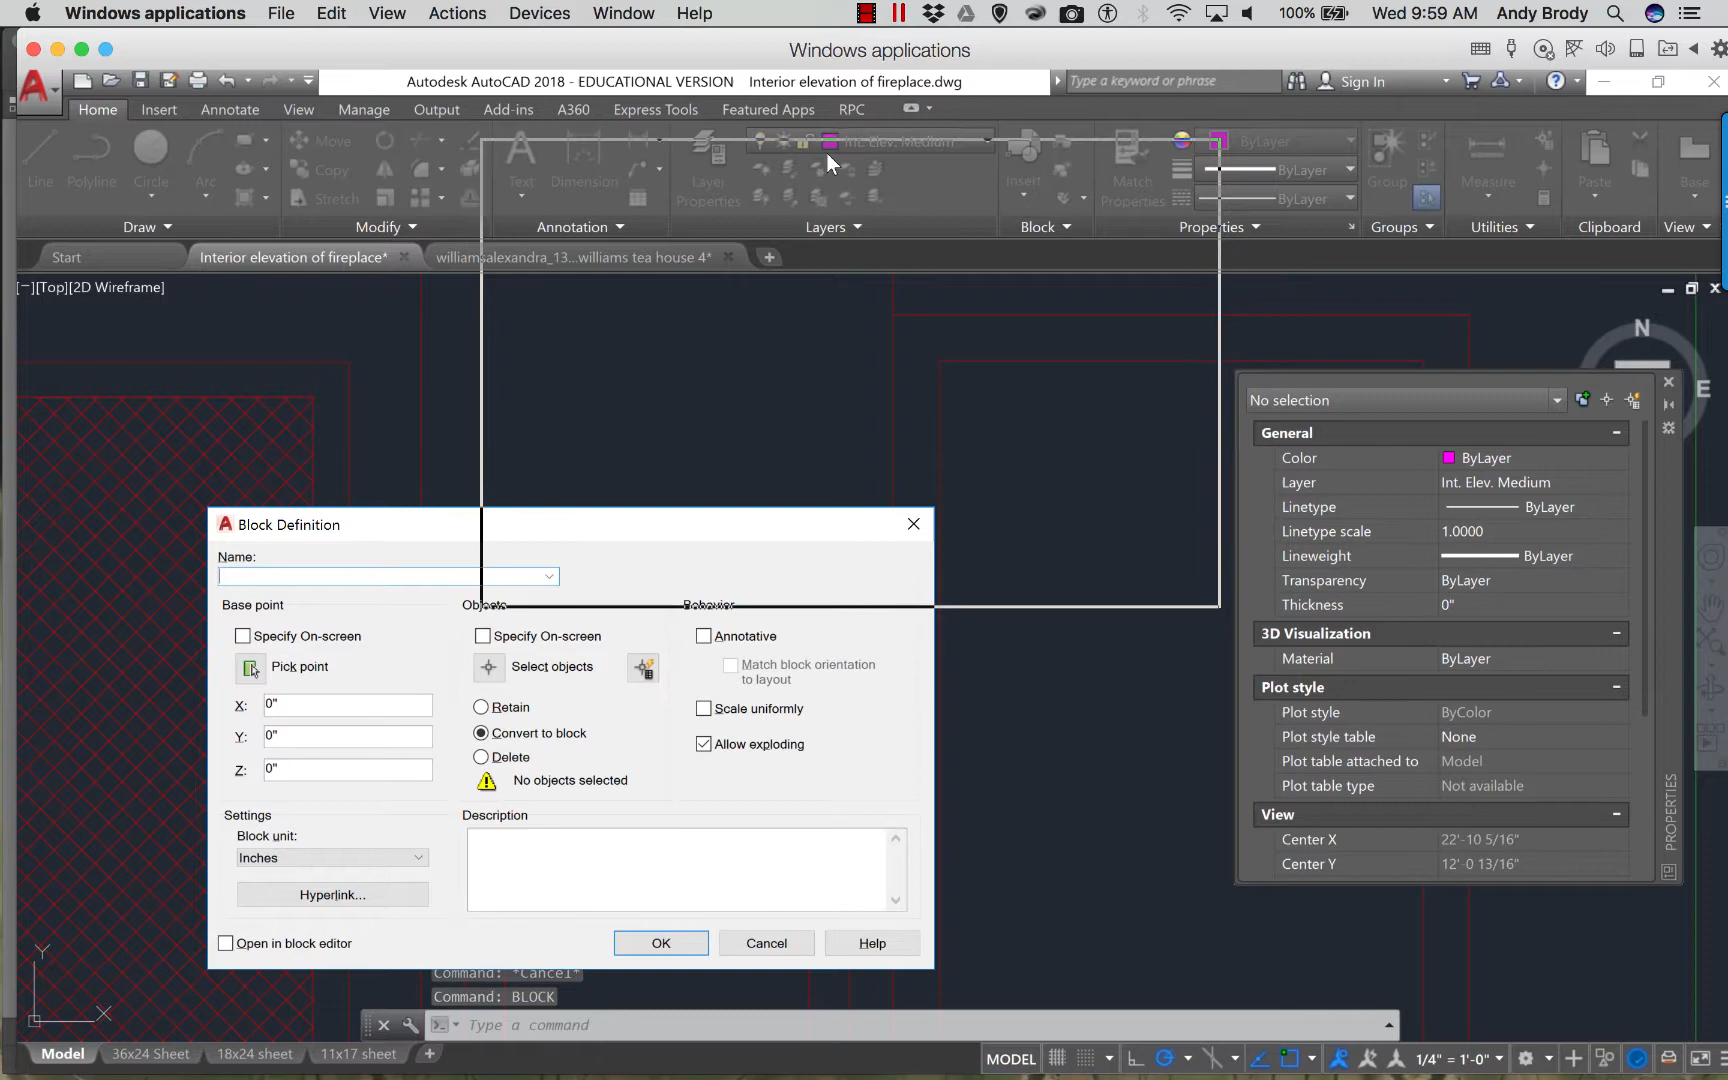 Windows applications File Edit View Actions Devices Window Help 100% Wed 9:59 AM Andy Brody
Windows applications
Autodesk AutoCAD 2018 - EDUCATIONAL VERSION Interior elevation of fireplace.dwg Type a keyword or phrase Sign In
Home Insert Annotate View Manage Output Add-ins A360 Express Tools Featured Apps RPC
Move Int. Elev. Medium ByLayer
Copy ByLayer
Line Polyline Circle Arc Text Dimension Layer Insert Match Group Measure Paste Base
Stretch Properties Properties ByLayer
Draw Modify Annotation Layers Block Properties Groups Utilities Clipboard View
Start Interior elevation of fireplace* williamsalexandra_13...williams tea house 4*
[−][Top][2D Wireframe]
N
E
No selection
General
Color ByLayer
Layer Int. Elev. Medium
Linetype ByLayer
Linetype scale 1.0000
Lineweight ByLayer
Transparency ByLayer
Thickness 0"
3D Visualization
Material ByLayer
Plot style
Plot style ByColor
Plot style table None
Plot table attached to Model
Plot table type Not available
View
Center X 22'-10 5/16"
Center Y 12'-0 13/16"
PROPERTIES
Block Definition
Name:
Base point Objects Behavior
Specify On-screen Specify On-screen Annotative
Pick point Select objects Match block orientation
to layout
X: 0" Retain Scale uniformly
Y: 0" Convert to block Allow exploding
Delete
Z: 0" No objects selected
Settings Description
Block unit:
Inches
Hyperlink...
Open in block editor OK Cancel Help
Command: *Cancel*
Command: BLOCK
Type a command
Y
X
Model 36x24 Sheet 18x24 sheet 11x17 sheet MODEL 1/4" = 1'-0"